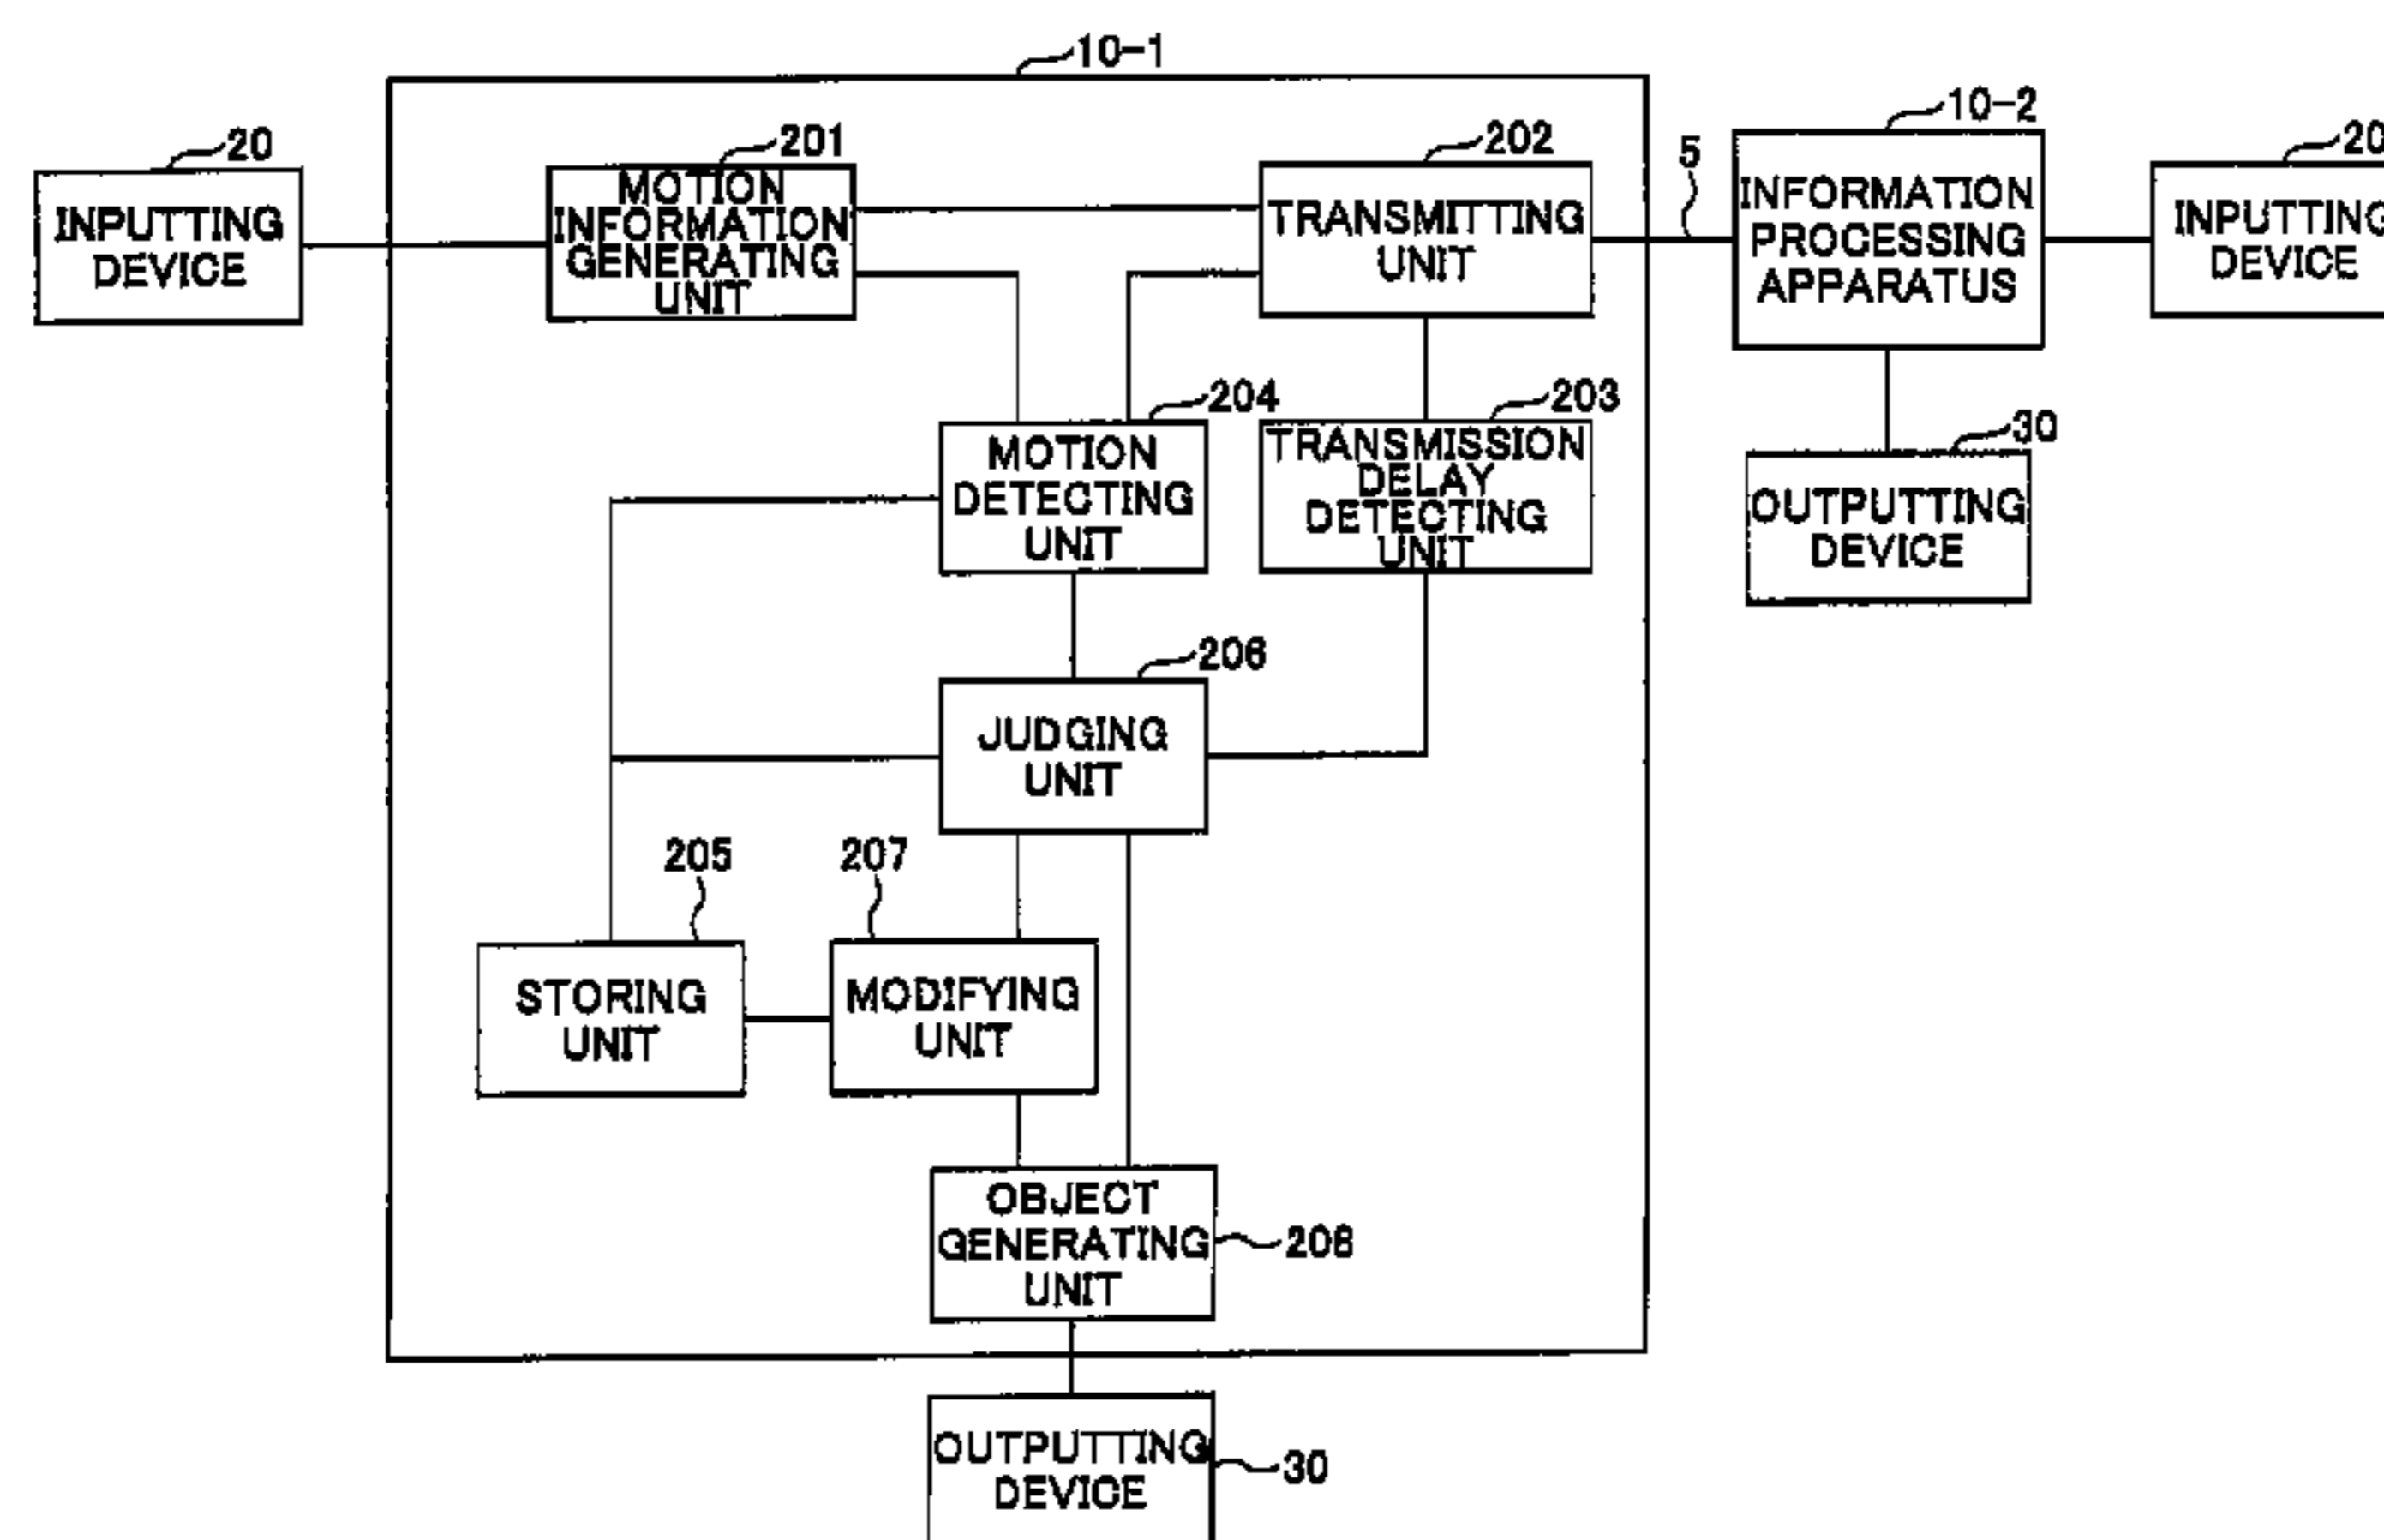 10-1
10-2
20
201
202
5
20
INPUTTING
DEVICE
MOTION
INFORMATION
GENERATING
UNIT
TRANSMITTING
UNIT
INFORMATION
PROCESSING
APPARATUS
INPUTTING
DEVICE
204
203
30
MOTION
DETECTING
UNIT
TRANSMISSION
DELAY
DETECTING
UNIT
OUTPUTTING
DEVICE
206
JUDGING
UNIT
205
207
STORING
UNIT
MODIFYING
UNIT
OBJECT
GENERATING
UNIT
208
OUTPUTTING
DEVICE
30